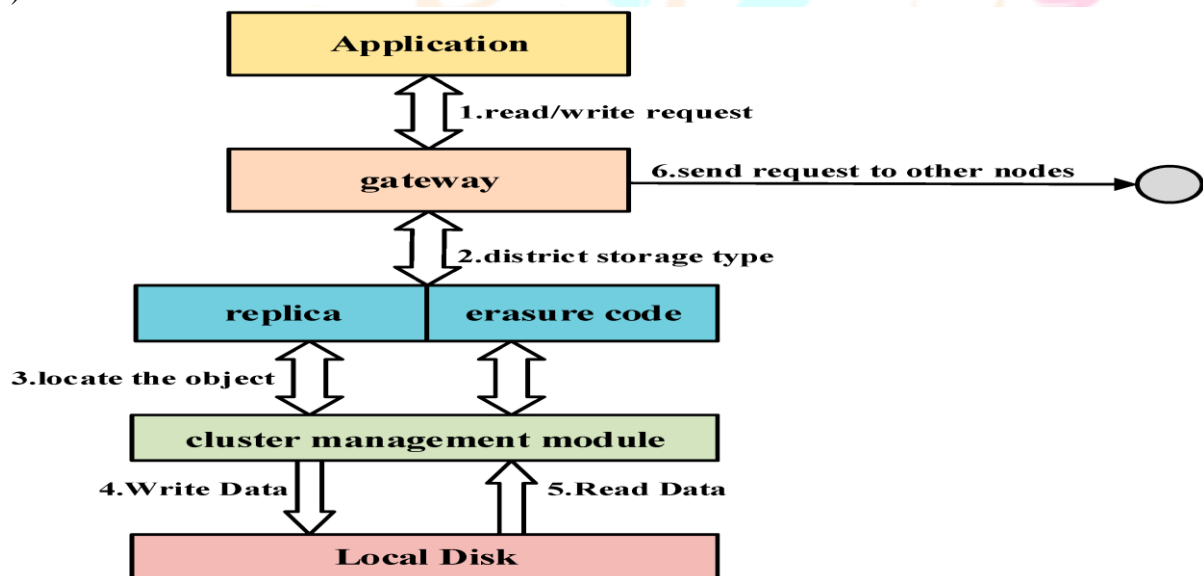 Application
1.read/write request
gateway
6.send request to other nodes
2.district storage type
replica
erasure code
3.locate the object
cluster management module
4.Write Data
5.Read Data
Local Disk